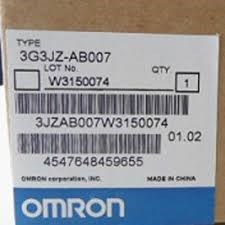 TYPE
3G3JZ-AB007
LOT No. QTY
W3150074 1
3JZAB007W3150074
01.02
4547648459655
OMRON corporation, INC. MADE IN CHINA
OMRON